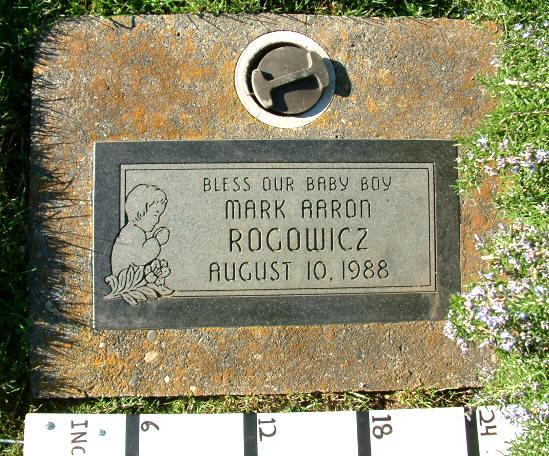 BLESS OUR BABY BOY
MARK AARON
ROGOWICZ
AUGUST 10, 1988
INC 6 12 18 24